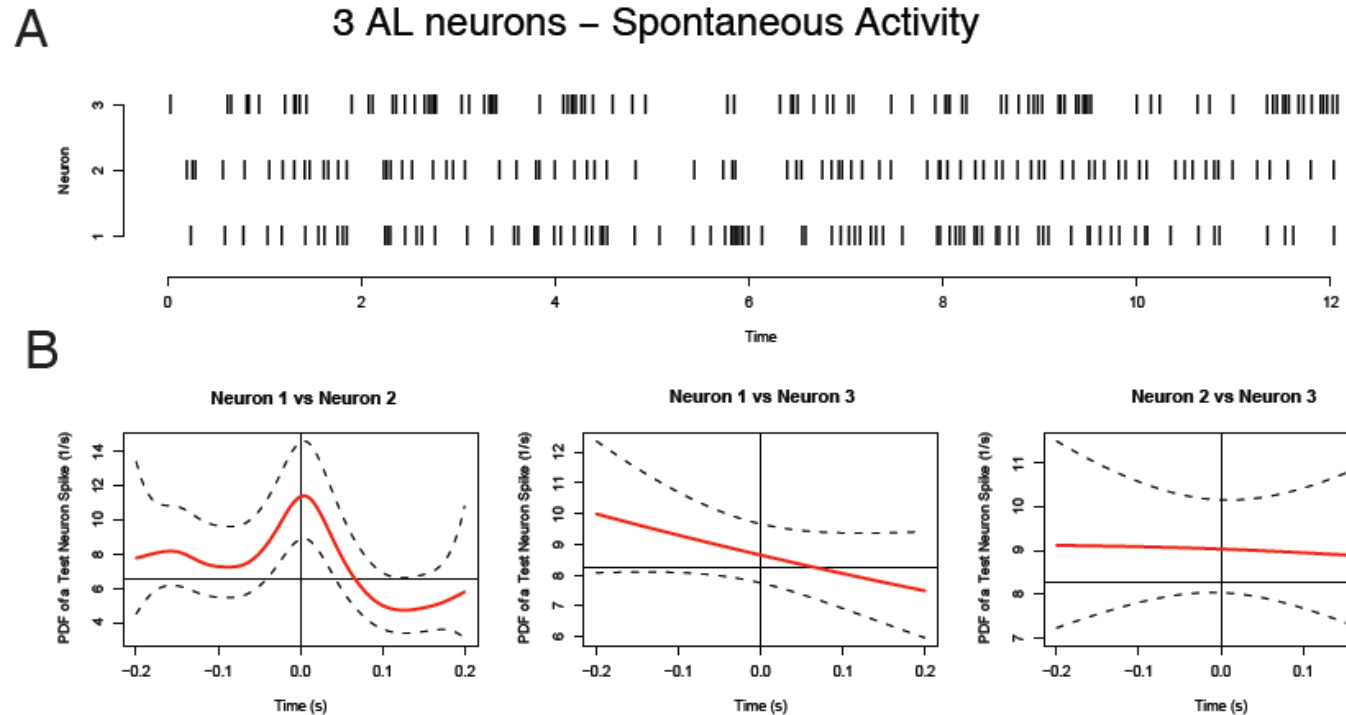 A
3 AL neurons – Spontaneous Activity
3
2
1
Neuron
0 2 4 6 8 10 12
Time
B
Neuron 1 vs Neuron 2
PDF of a Test Neuron Spike (1/s)
14
12
10
8
6
4
−0.2 −0.1 0.0 0.1 0.2
Time (s)
Neuron 1 vs Neuron 3
PDF of a Test Neuron Spike (1/s)
12
11
10
9
8
7
6
−0.2 −0.1 0.0 0.1 0.2
Time (s)
Neuron 2 vs Neuron 3
PDF of a Test Neuron Spike (1/s)
11
10
9
8
7
−0.2 −0.1 0.0 0.1
Time (s)